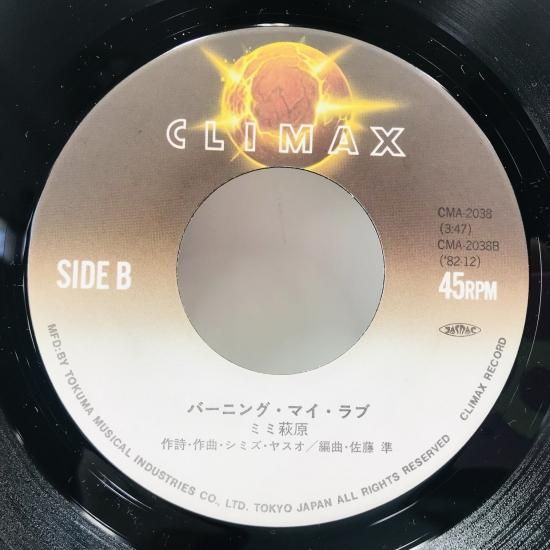 CLIMAX
CMA-2038
(3:47)
CMA-2038B
('82・12)
SIDE B
45RPM
JASRAC
バーニング・マイ・ラブ
ミミ萩原
作詩・作曲・シミズ・ヤスオ／編曲・佐藤 準
MFD: BY TOKUMA MUSICAL INDUSTRIES CO., LTD. TOKYO JAPAN ALL RIGHTS RESERVED CLIMAX RECORD